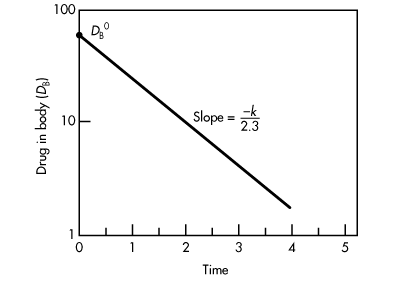 100
D_B^0
Drug in body (D_B)
10
Slope = -k/2.3
1
0 1 2 3 4 5
Time